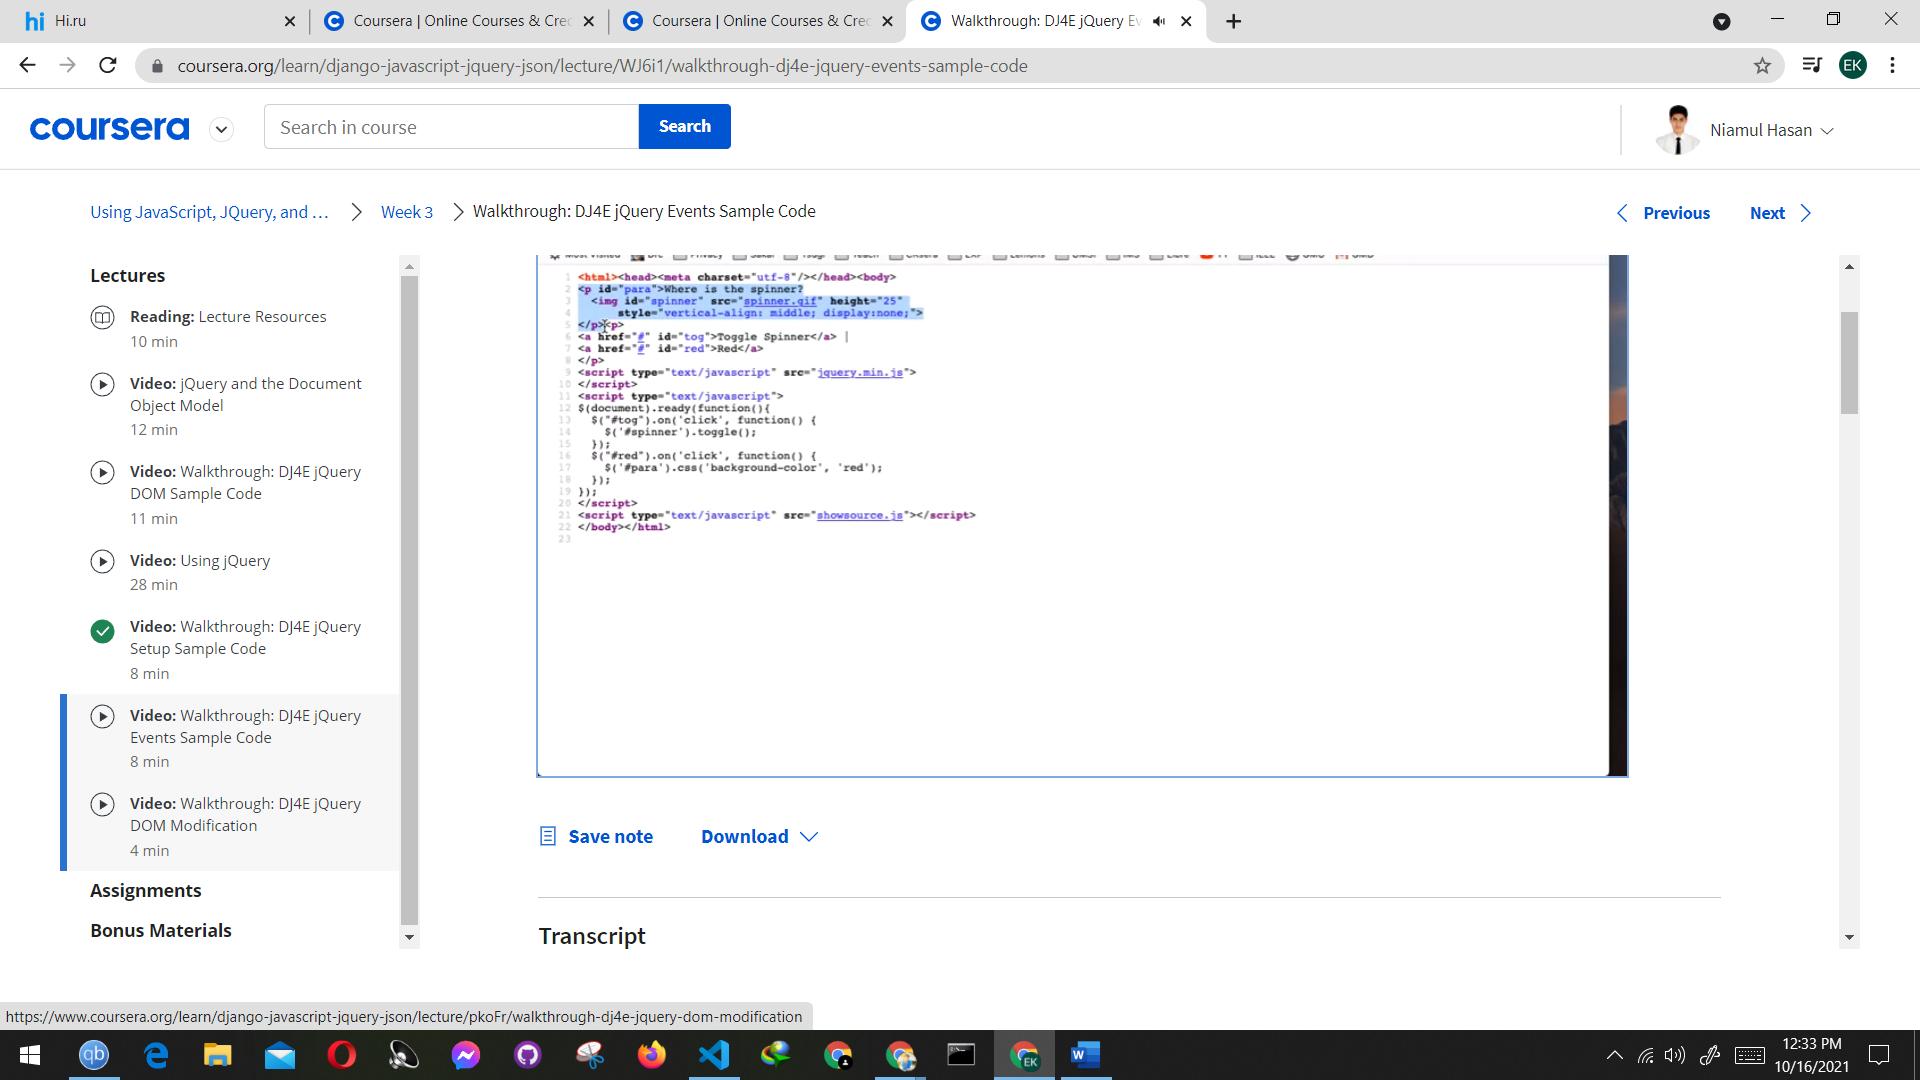 hi Hi.ru
Coursera | Online Courses & Cre
Coursera | Online Courses & Cre
Walkthrough: DJ4E jQuery Ev
coursera.org/learn/django-javascript-jquery-json/lecture/WJ6i1/walkthrough-dj4e-jquery-events-sample-code
EK
coursera
Search in course
Search
Niamul Hasan
Using JavaScript, JQuery, and ...
Week 3
Walkthrough: DJ4E jQuery Events Sample Code
Previous
Next
Lectures
Reading: Lecture Resources
10 min
Video: jQuery and the Document
Object Model
12 min
Video: Walkthrough: DJ4E jQuery
DOM Sample Code
11 min
Video: Using jQuery
28 min
Video: Walkthrough: DJ4E jQuery
Setup Sample Code
8 min
Video: Walkthrough: DJ4E jQuery
Events Sample Code
8 min
Video: Walkthrough: DJ4E jQuery
DOM Modification
4 min
Assignments
Bonus Materials
1 <html><head><meta charset="utf-8"/></head><body>
2 <p id="para">Where is the spinner?
3 <img id="spinner" src="spinner.gif" height="25"
4 style="vertical-align: middle; display:none;">
5 </p><p>
6 <a href="#" id="tog">Toggle Spinner</a> |
7 <a href="#" id="red">Red</a>
8 </p>
9 <script type="text/javascript" src="jquery.min.js">
10 </script>
11 <script type="text/javascript">
12 $(document).ready(function(){
13 $("#tog").on('click', function() {
14 $('#spinner').toggle();
15 });
16 $("#red").on('click', function() {
17 $('#para').css('background-color', 'red');
18 });
19 });
20 </script>
21 <script type="text/javascript" src="showsource.js"></script>
22 </body></html>
23
Save note
Download
Transcript
https://www.coursera.org/learn/django-javascript-jquery-json/lecture/pkoFr/walkthrough-dj4e-jquery-dom-modification
qb
EK
W
12:33 PM
10/16/2021